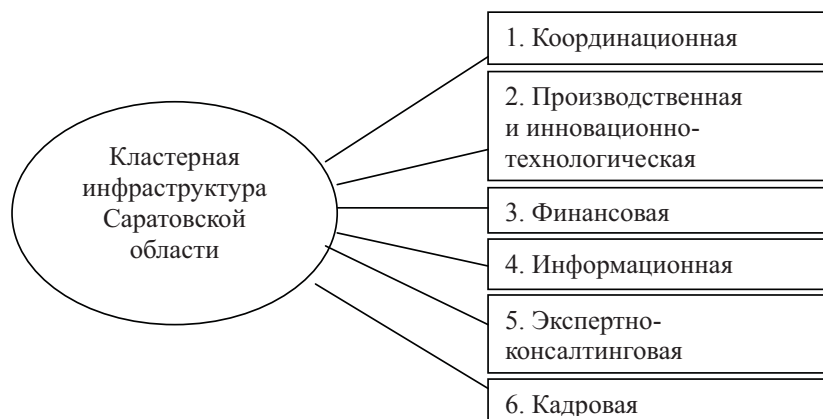 Кластерная
инфраструктура
Саратовской
области
1. Координационная
2. Производственная
и инновационно-
технологическая
3. Финансовая
4. Информационная
5. Экспертно-
консалтинговая
6. Кадровая